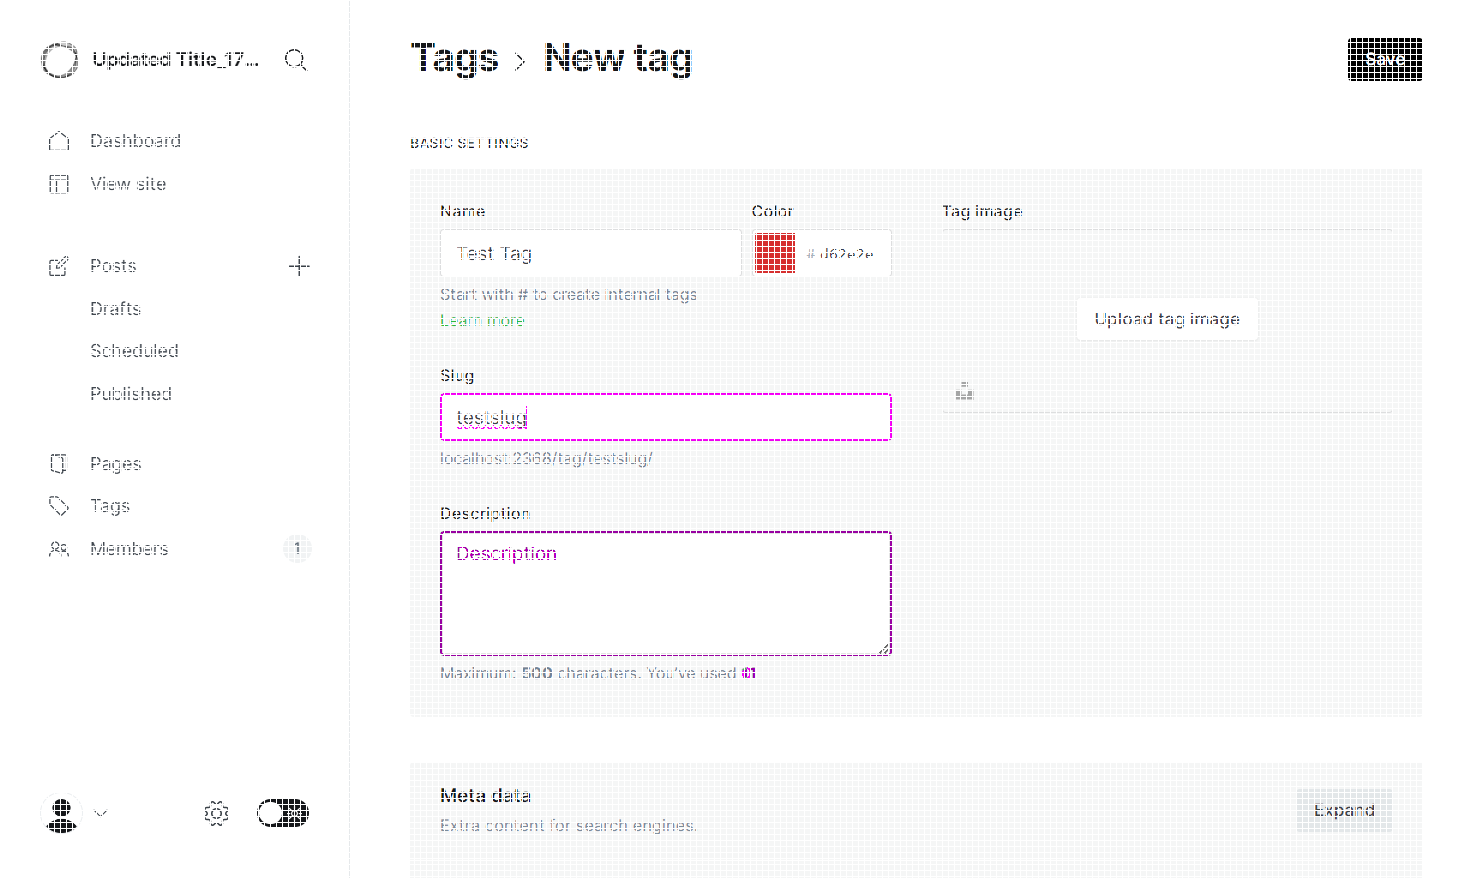 Updated Title_17...
Dashboard
View site
Posts
Drafts
Scheduled
Published
Pages
Tags
Members
1
Tags > New tag
Save
BASIC SETTINGS
Name
Test Tag
Start with # to create internal tags
Learn more
Color
# d62e2e
Tag image
Upload tag image
Slug
testslug
localhost:2368/tag/testslug/
Description
Description
Maximum: 500 characters. You've used
Meta data
Extra content for search engines.
Expand